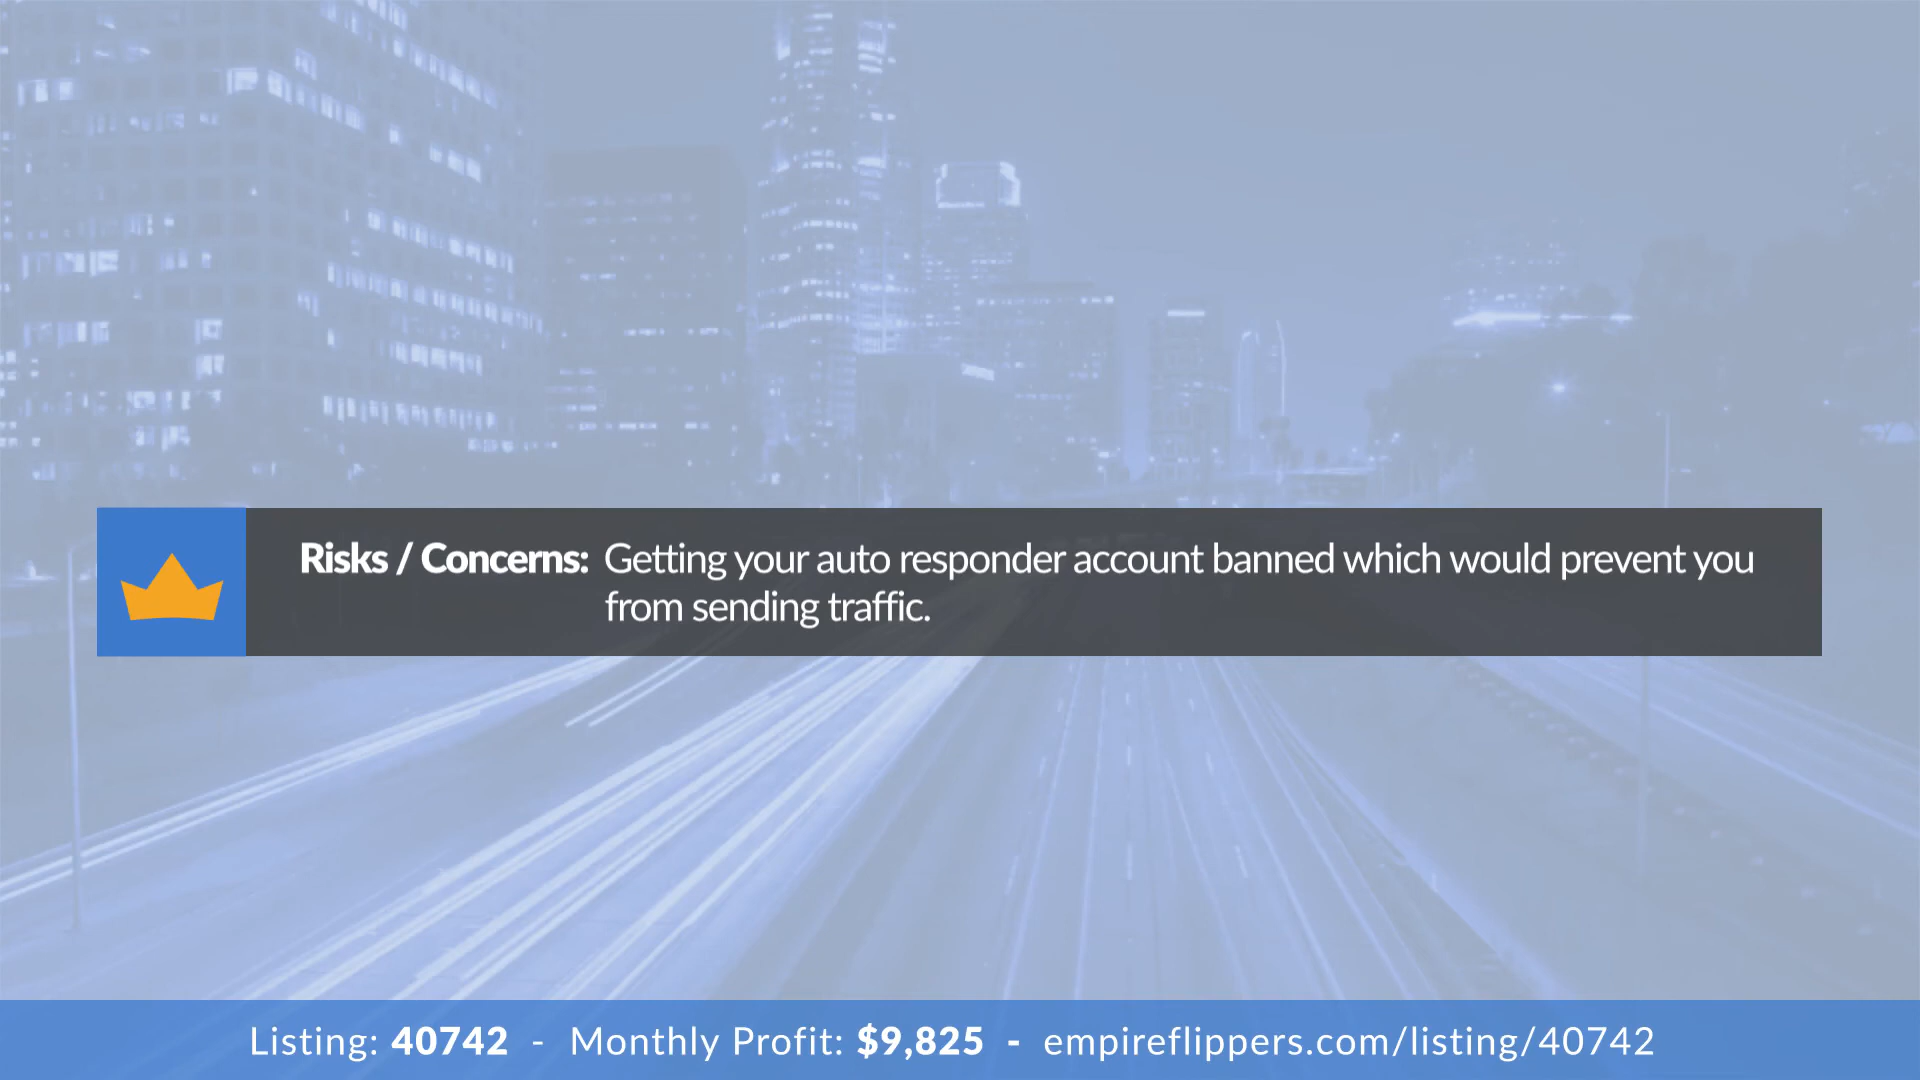 Risks / Concerns: Getting your auto responder account banned which would prevent you
from sending traffic.
Listing: 40742 - Monthly Profit: $9,825 - empireflippers.com/listing/40742